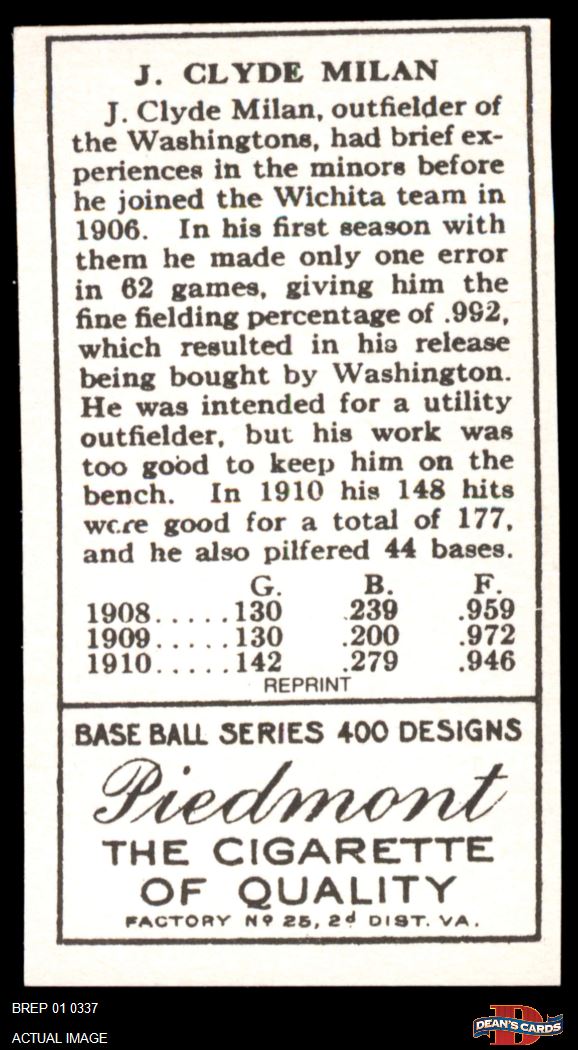 J. CLYDE MILAN
J. Clyde Milan, outfielder of
the Washingtons, had brief ex-
periences in the minors before
he joined the Wichita team in
1906. In his first season with
them he made only one error
in 62 games, giving him the
fine fielding percentage of .992,
which resulted in his release
being bought by Washington.
He was intended for a utility
outfielder, but his work was
too good to keep him on the
bench. In 1910 his 148 hits
were good for a total of 177,
and he also pilfered 44 bases.
G. B. F.
1908.....130 .239 .959
1909.....130 .200 .972
1910.....142 .279 .946
REPRINT
BASE BALL SERIES 400 DESIGNS
Piedmont
THE CIGARETTE
OF QUALITY
FACTORY Nº 25, 2d DIST. VA.
BREP 01 0337
ACTUAL IMAGE
D
DEAN'S CARDS